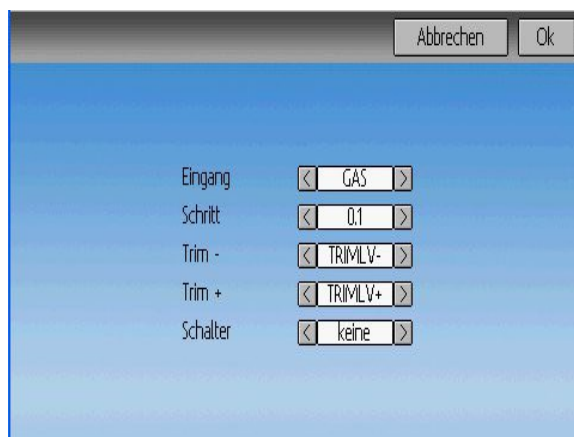 Abbrechen Ok
Eingang < GAS >
Schritt < 0.1 >
Trim - < TRIMLV- >
Trim + < TRIMLV+ >
Schalter < keine >